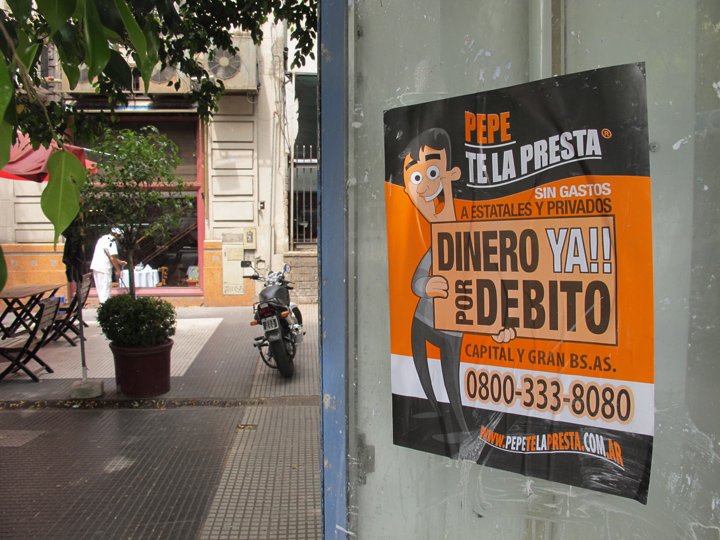 PEPE
TE LA PRESTA®
SIN GASTOS
A ESTATALES Y PRIVADOS
DINERO YA!!
POR DEBITO
CAPITAL Y GRAN BS.AS.
0800-333-8080
WWW.PEPETELAPRESTA.COM.AR